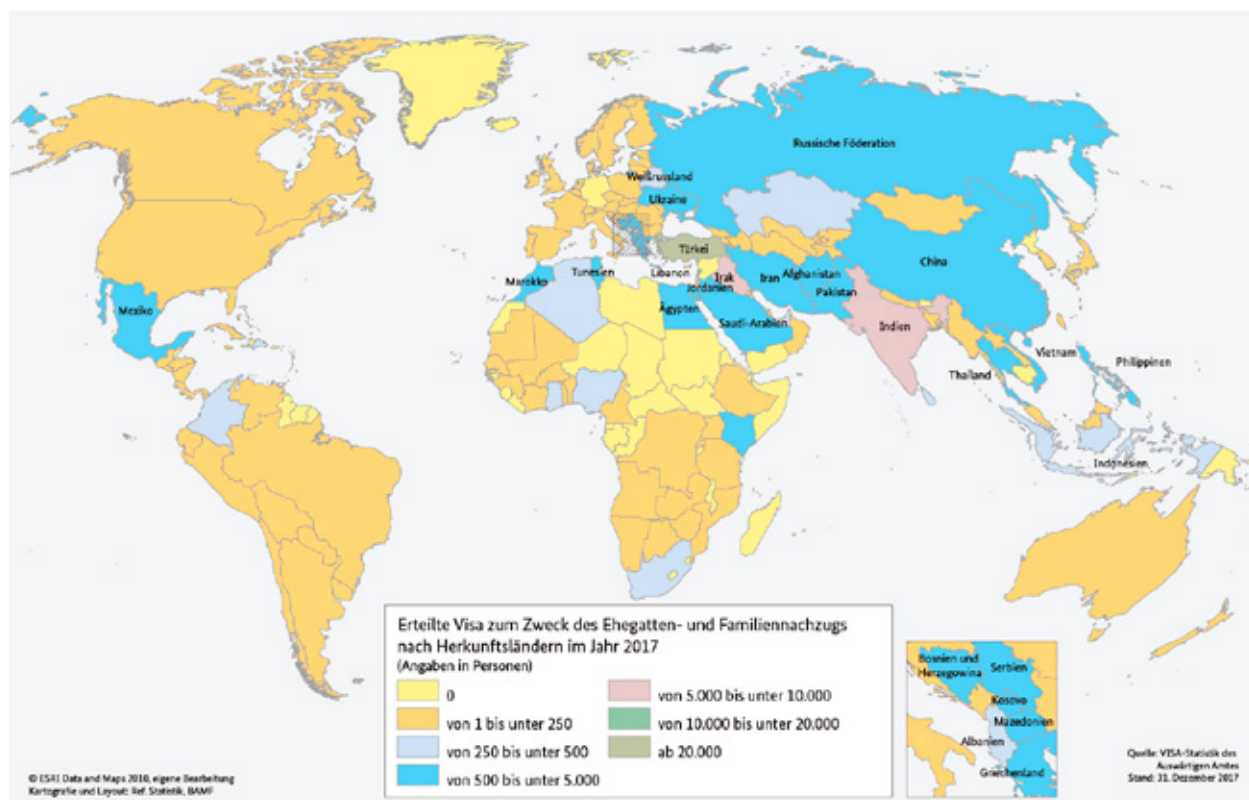 Russische Föderation
Weißrussland
Ukraine
Türkei
China
Tunesien
Libanon
Irak
Iran
Afghanistan
Marokko
Jordanien
Pakistan
Mexiko
Ägypten
Saudi-Arabien
Indien
Vietnam
Philippinen
Thailand
Indonesien
Erteilte Visa zum Zweck des Ehegatten- und Familiennachzugs
nach Herkunftsländern im Jahr 2017
(Angaben in Personen)
0
von 1 bis unter 250
von 250 bis unter 500
von 500 bis unter 5.000
von 5.000 bis unter 10.000
von 10.000 bis unter 20.000
ab 20.000
Bosnien und
Herzegowina
Serbien
Kosovo
Mazedonien
Albanien
Griechenland
© ESRI Data and Maps 2010, eigene Bearbeitung
Kartografie und Layout: Ref. Statistik, BAMF
Quelle: VISA-Statistik des
Auswärtigen Amtes
Stand: 31. Dezember 2017